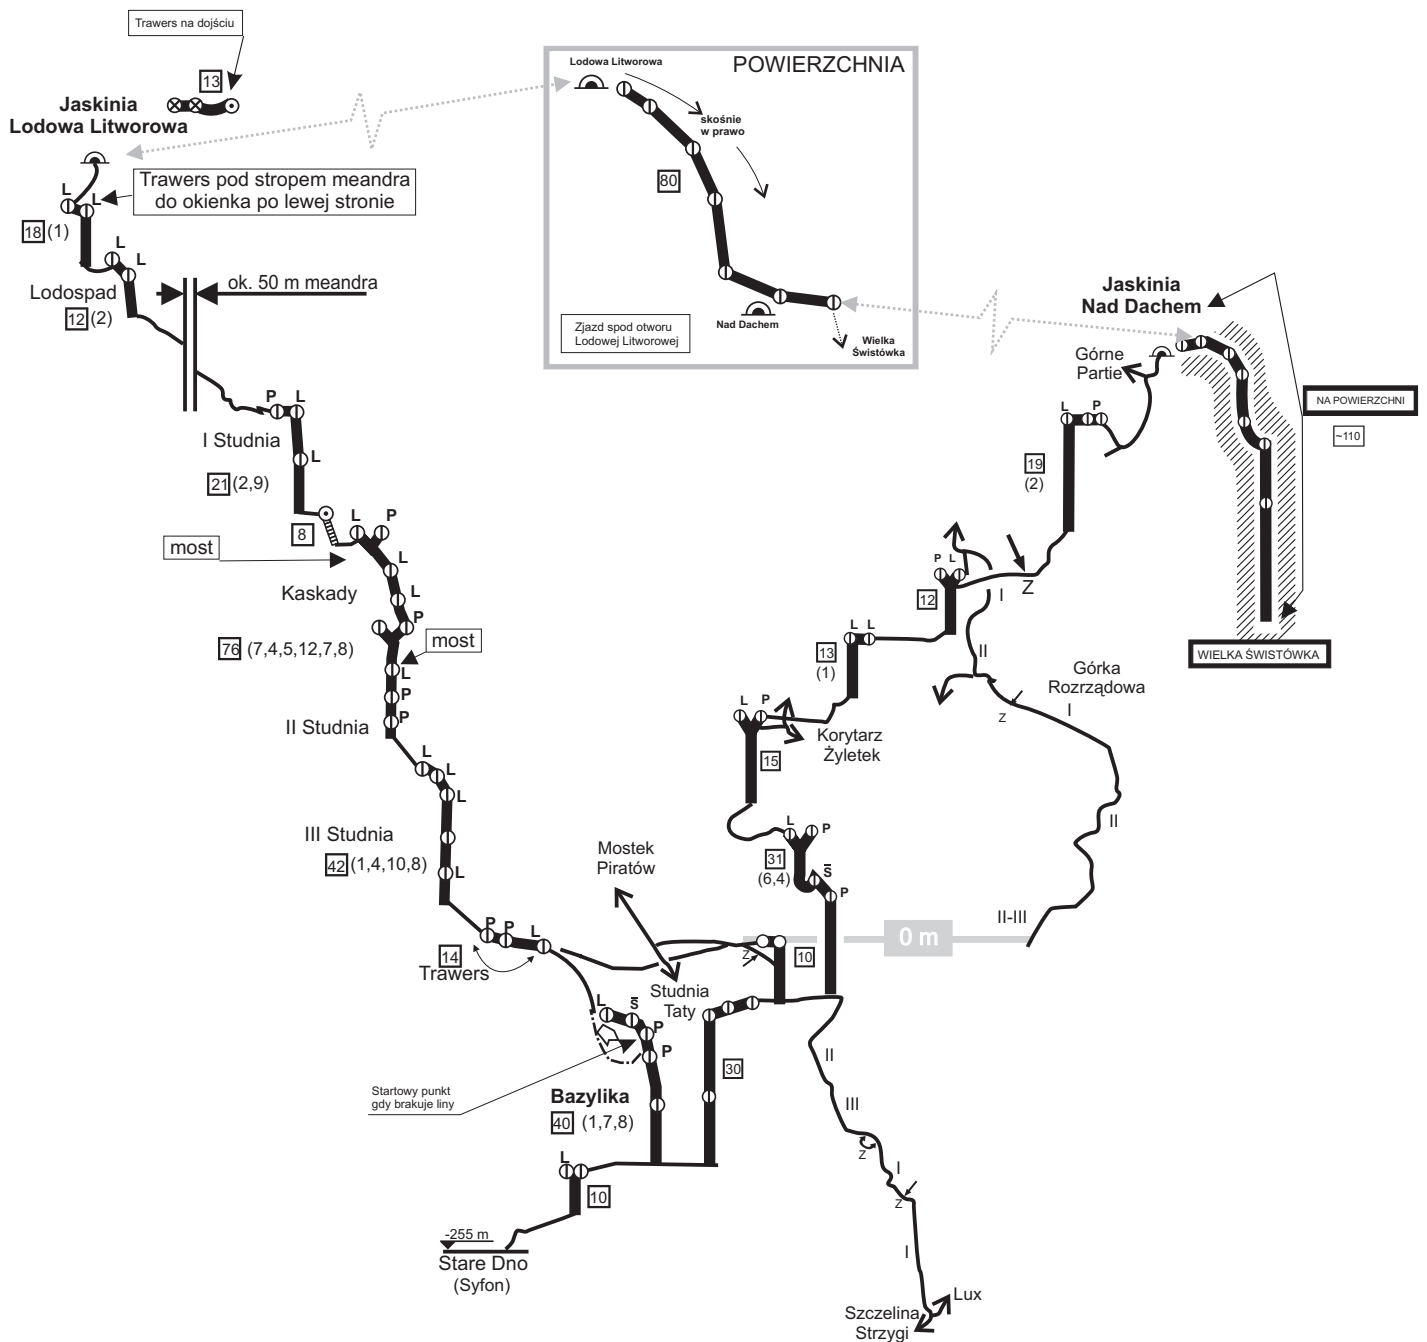 Trawers na dojściu
13
Jaskinia
Lodowa Litworowa
L
L
Trawers pod stropem meandra
do okienka po lewej stronie
18 (1)
L
L
Lodospad
12 (2)
ok. 50 m meandra
P L
I Studnia
L
21 (2,9)
8
L P
most
L
Kaskady
L
P
76 (7,4,5,12,7,8)
most
L
P
P
II Studnia
L
L
L
III Studnia
42 (1,4,10,8)
L
P P L
14
Trawers
L S̄
P
P
Startowy punkt
gdy brakuje liny
Bazylika
40 (1,7,8)
L
10
-255 m
Stare Dno
(Syfon)
POWIERZCHNIA
Lodowa Litworowa
skośnie
w prawo
80
Nad Dachem
Zjazd spod otworu
Lodowej Litworowej
Wielka
Świstówka
Jaskinia
Nad Dachem
Górne
Partie
NA POWIERZCHNI
~110
WIELKA ŚWISTÓWKA
L P
19
(2)
P L
12
I
Z
II
Górka
Rozrządowa
Z
I
II
II-III
L L
13
(1)
L P
Korytarz
Żyletek
15
L P
31
(6,4)
S̄
P
Mostek
Piratów
0 m
Z
10
Studnia
Taty
30
II
III
Z
I
Z
I
Lux
Szczelina
Strzygi